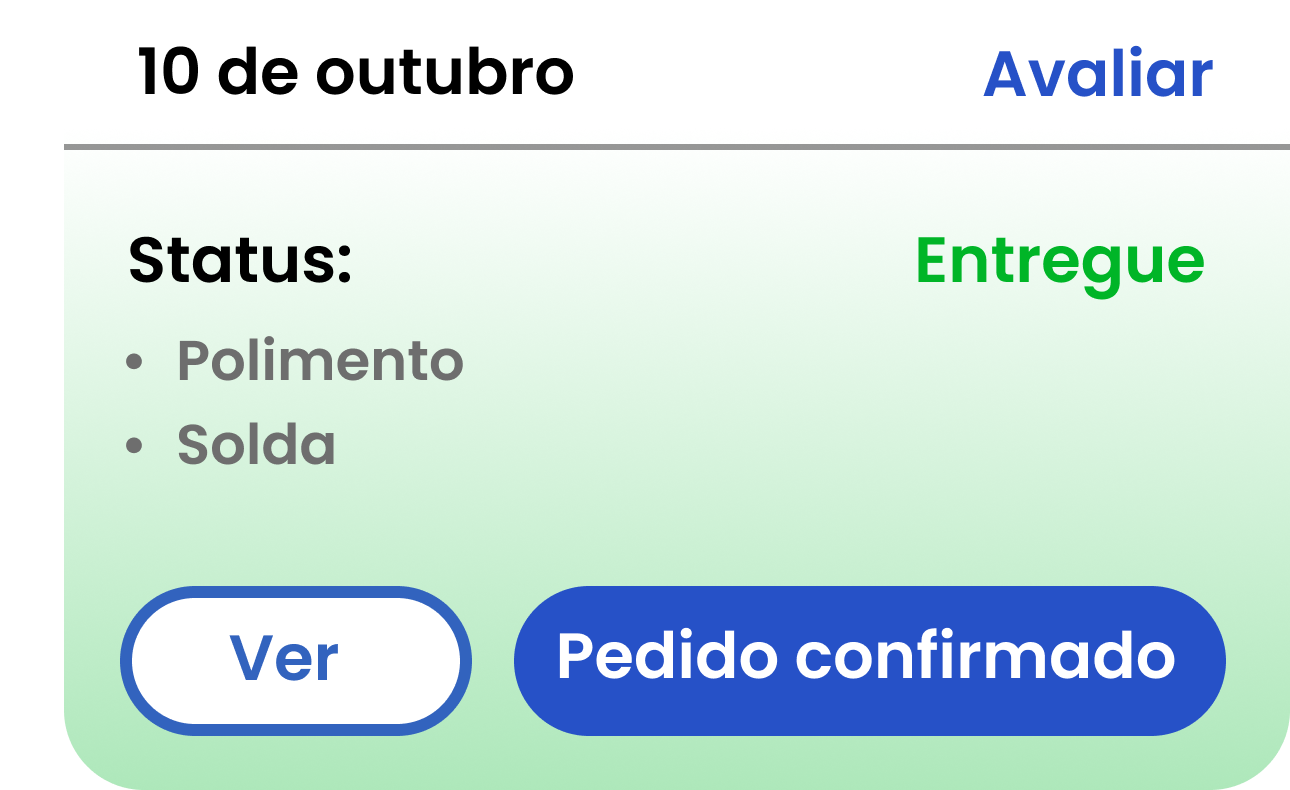 10 de outubro
Avaliar
Status:
Entregue
• Polimento
• Solda
Ver
Pedido confirmado